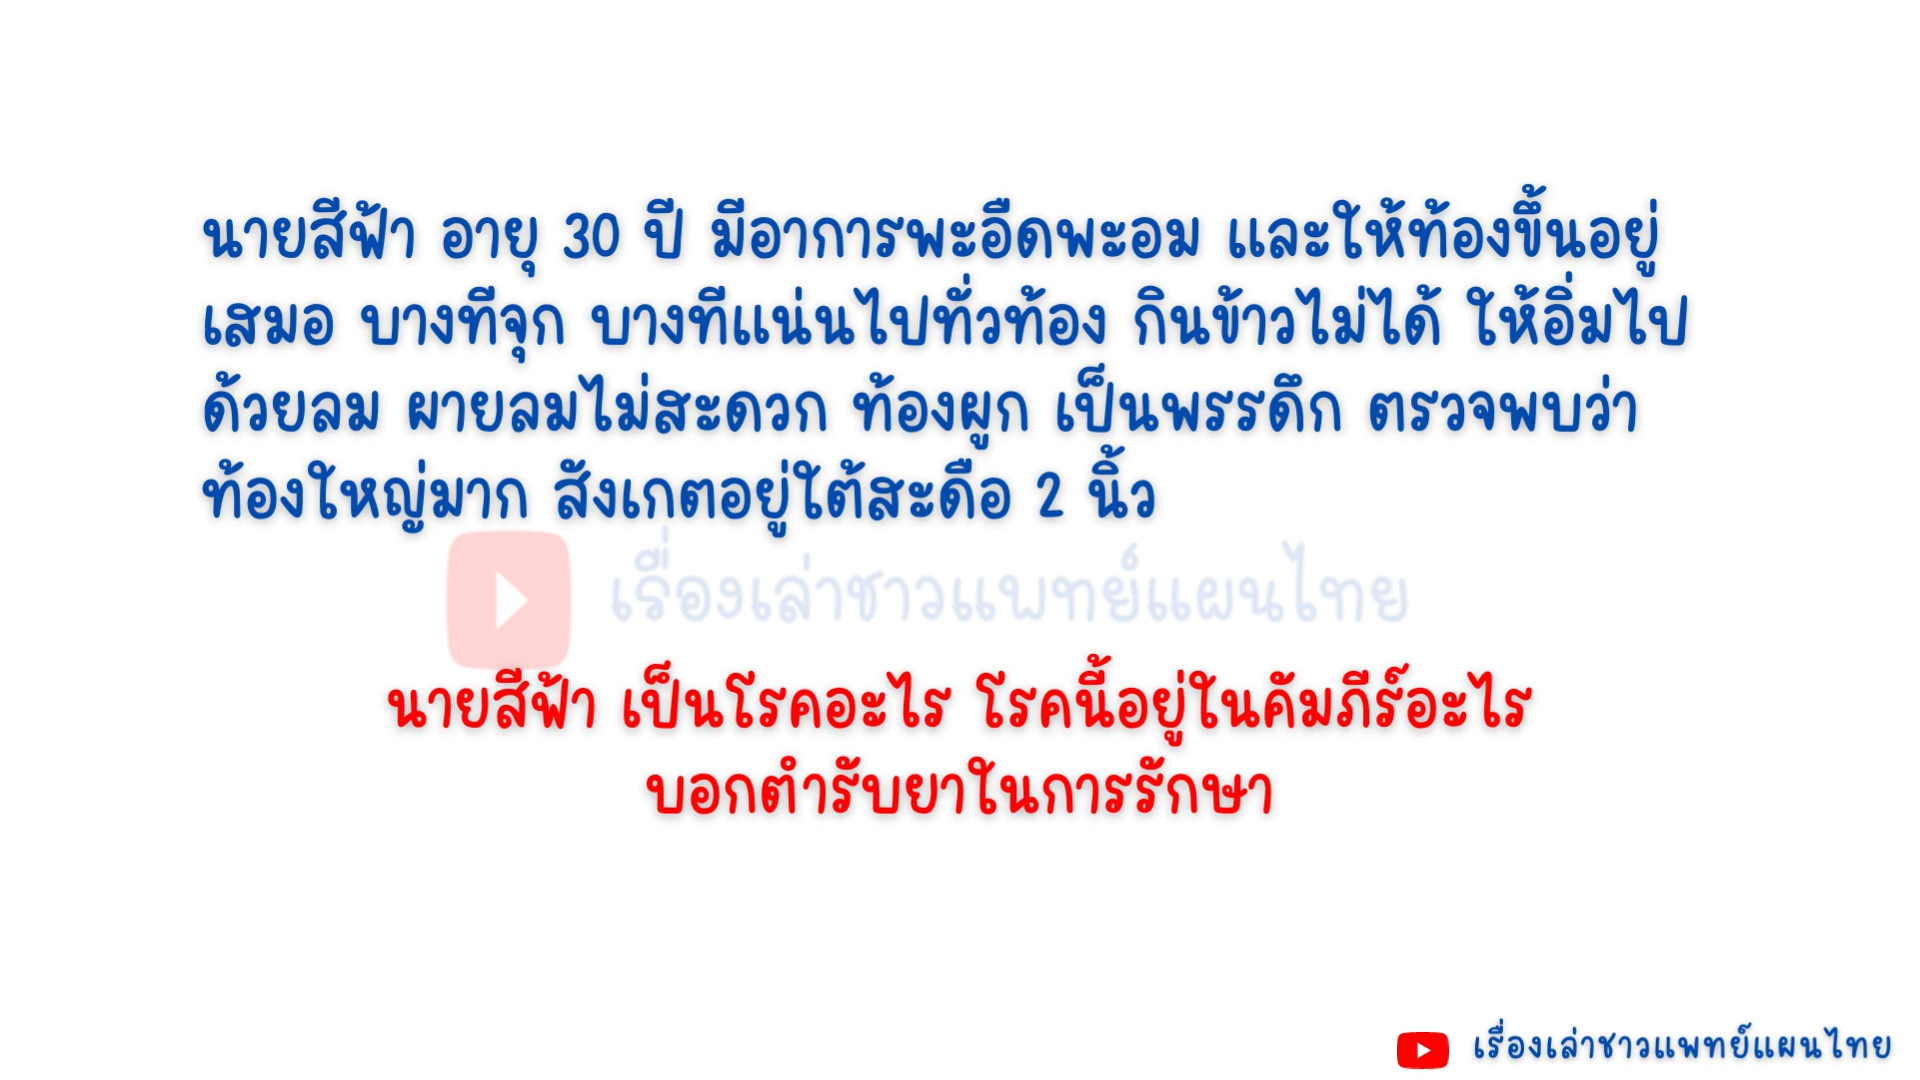 นายสีฟ้า อายุ 30 ปี มีอาการพะอืดพะอม และให้ท้องขึ้นอยู่
เสมอ บางทีจุก บางทีแน่นไปทั่วท้อง กินข้าวไม่ได้ ให้อิ่มไป
ด้วยลม ผายลมไม่สะดวก ท้องผูก เป็นพรรดึก ตรวจพบว่า
ท้องใหญ่มาก สังเกตอยู่ใต้สะดือ 2 นิ้ว
เรื่องเล่าชาวแพทย์แผนไทย
นายสีฟ้า เป็นโรคอะไร โรคนี้อยู่ในคัมภีร์อะไร
บอกตำรับยาในการรักษา
เรื่องเล่าชาวแพทย์แผนไทย